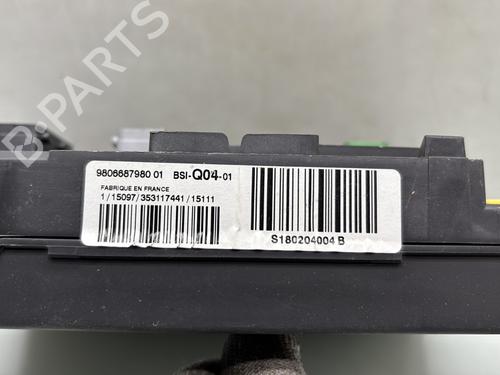 B-PARTS
9806687980 01 BSI-Q04-01
FABRIQUE EN FRANCE
1/15097/353117441/15111
S180204004 B